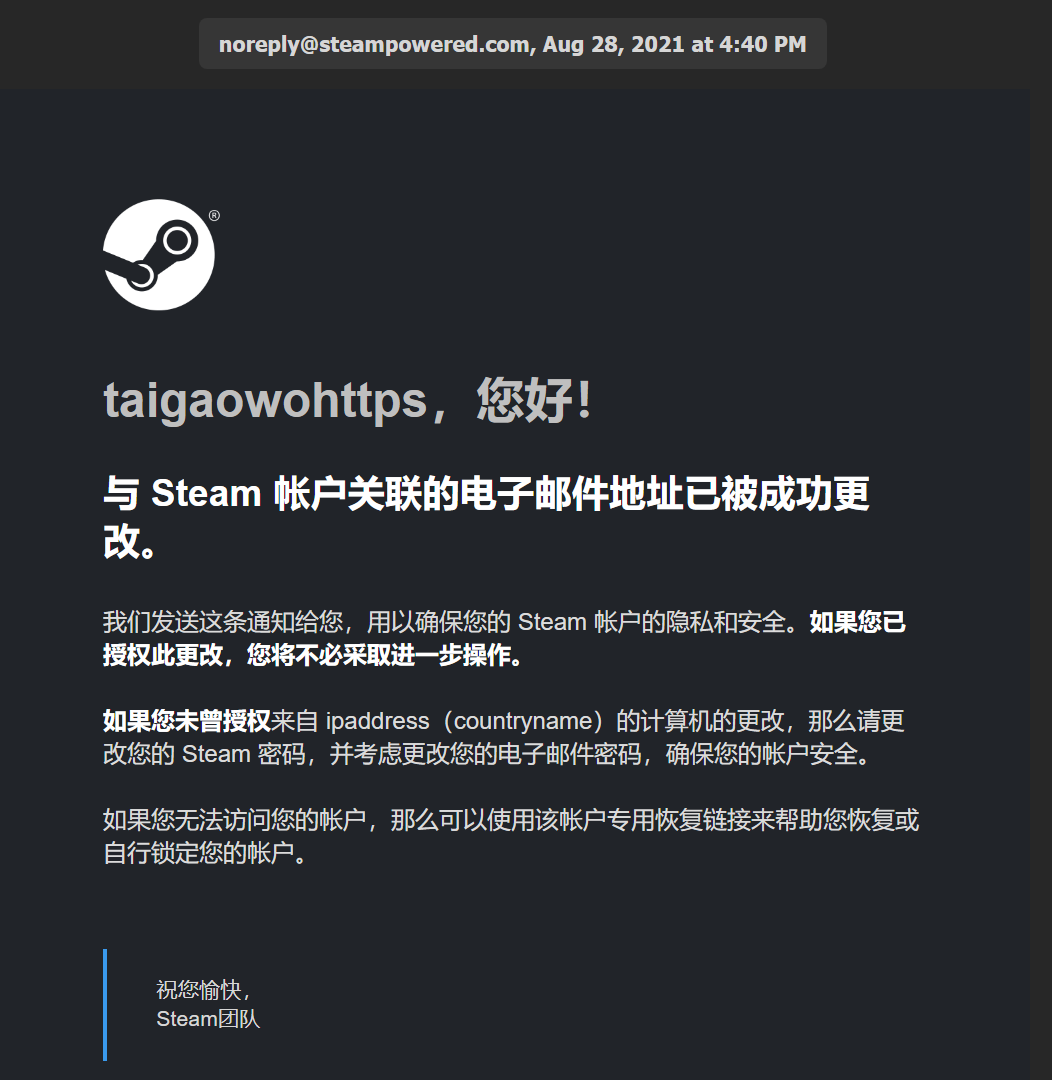 noreply@steampowered.com, Aug 28, 2021 at 4:40 PM
®
taigaowohttps，您好！
与 Steam 帐户关联的电子邮件地址已被成功更
改。
我们发送这条通知给您，用以确保您的 Steam 帐户的隐私和安全。如果您已
授权此更改，您将不必采取进一步操作。
如果您未曾授权来自 ipaddress（countryname）的计算机的更改，那么请更
改您的 Steam 密码，并考虑更改您的电子邮件密码，确保您的帐户安全。
如果您无法访问您的帐户，那么可以使用该帐户专用恢复链接来帮助您恢复或
自行锁定您的帐户。
祝您愉快，
Steam团队